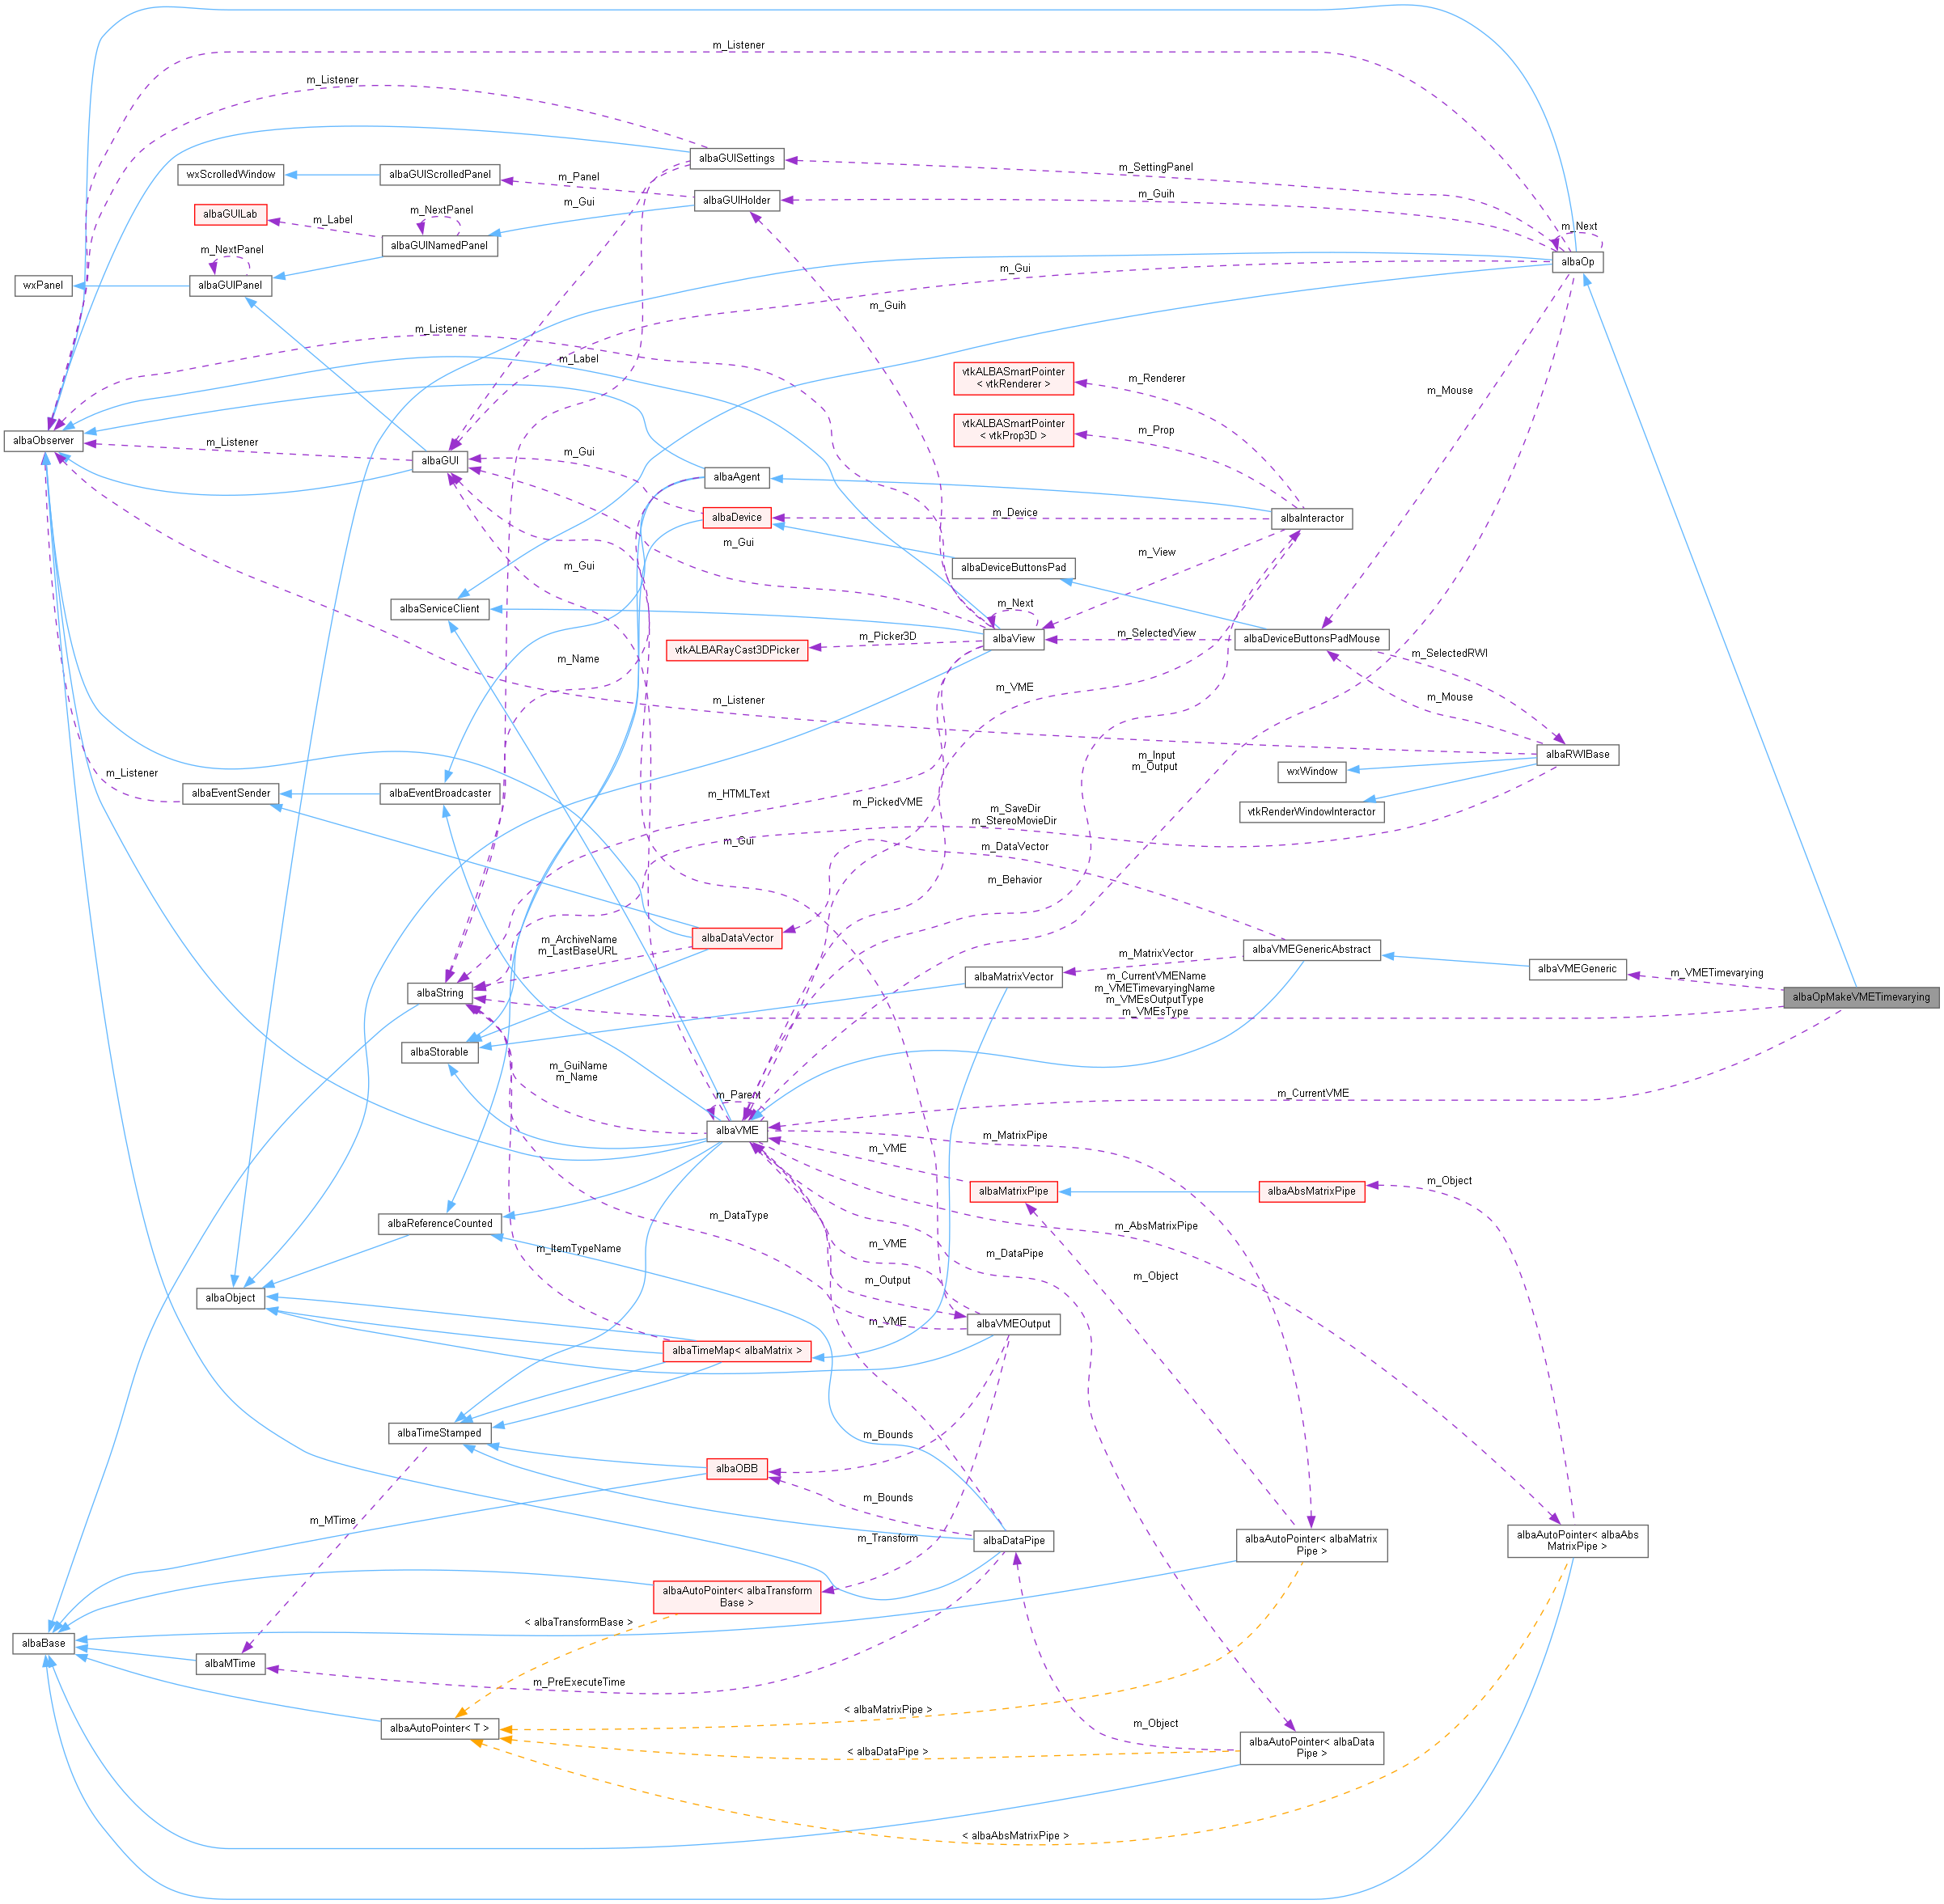 m_Listener
m_Listener
albaGUISettings
m_SettingPanel
wxScrolledWindow
albaGUIScrolledPanel
m_Panel
m_Guih
albaGUIHolder
m_Gui
albaGUILab
m_Label
m_NextPanel
albaGUINamedPanel
m_Next
m_NextPanel
albaOp
m_Gui
wxPanel
albaGUIPanel
m_Guih
m_Listener
m_Label
vtkALBASmartPointer
< vtkRenderer >
m_Renderer
m_Mouse
vtkALBASmartPointer
< vtkProp3D >
m_Prop
albaObserver
m_Listener
albaGUI
m_Gui
albaAgent
albaDevice
m_Device
albaInteractor
m_Gui
m_View
m_Gui
albaDeviceButtonsPad
albaServiceClient
m_Next
albaView
m_SelectedView
albaDeviceButtonsPadMouse
m_Picker3D
vtkALBARayCast3DPicker
m_Name
m_SelectedRWI
m_VME
m_Mouse
m_Listener
albaRWIBase
m_Input
m_Output
wxWindow
m_Listener
albaEventSender
albaEventBroadcaster
m_HTMLText
m_PickedVME
m_SaveDir
m_StereoMovieDir
vtkRenderWindowInteractor
m_Gui
m_DataVector
m_Behavior
albaDataVector
m_ArchiveName
m_LastBaseURL
albaVMEGenericAbstract
m_MatrixVector
albaMatrixVector
albaVMEGeneric
m_VMETimevarying
albaString
m_CurrentVMEName
m_VMETimevaryingName
m_VMEsOutputType
m_VMEsType
albaOpMakeVMETimevarying
albaStorable
m_GuiName
m_Name
m_Parent
m_CurrentVME
albaVME
m_MatrixPipe
m_VME
albaMatrixPipe
albaAbsMatrixPipe
m_Object
albaReferenceCounted
m_DataType
m_AbsMatrixPipe
m_ItemTypeName
m_VME
m_DataPipe
m_Output
m_Object
albaObject
m_VME
albaVMEOutput
albaTimeMap< albaMatrix >
albaTimeStamped
m_Bounds
albaOBB
m_Bounds
m_MTime
m_Transform
albaDataPipe
albaAutoPointer< albaMatrix
Pipe >
albaAutoPointer< albaAbs
MatrixPipe >
albaAutoPointer< albaTransform
Base >
< albaTransformBase >
albaBase
albaMTime
m_PreExecuteTime
< albaMatrixPipe >
albaAutoPointer< T >
m_Object
albaAutoPointer< albaData
Pipe >
< albaDataPipe >
< albaAbsMatrixPipe >